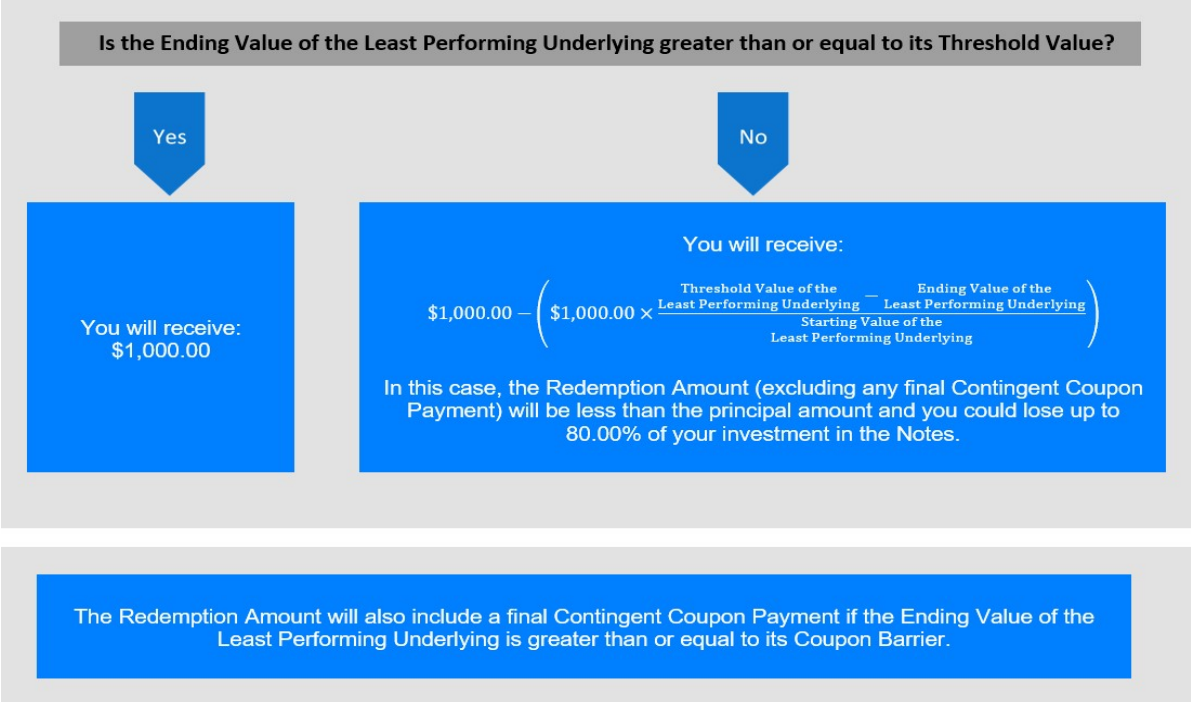 Is the Ending Value of the Least Performing Underlying greater than or equal to its Threshold Value?
Yes
No
You will receive:
$1,000.00
You will receive:
$1,000.00 − ($1,000.00 × (Threshold Value of the Least Performing Underlying − Ending Value of the Least Performing Underlying) / Starting Value of the Least Performing Underlying)
In this case, the Redemption Amount (excluding any final Contingent Coupon
Payment) will be less than the principal amount and you could lose up to
80.00% of your investment in the Notes.
The Redemption Amount will also include a final Contingent Coupon Payment if the Ending Value of the
Least Performing Underlying is greater than or equal to its Coupon Barrier.